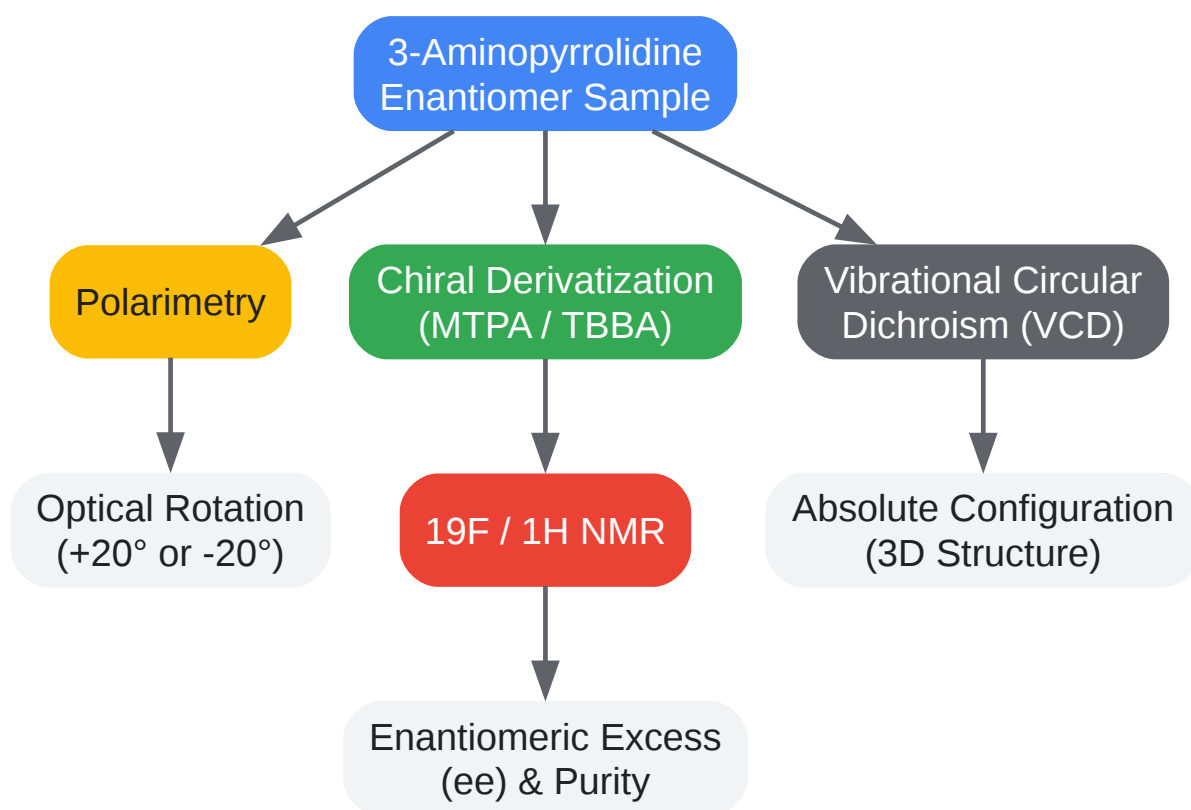 3-Aminopyrrolidine
Enantiomer Sample
Polarimetry
Chiral Derivatization
(MTPA / TBBA)
Vibrational Circular
Dichroism (VCD)
Optical Rotation
(+20° or -20°)
19F / 1H NMR
Absolute Configuration
(3D Structure)
Enantiomeric Excess
(ee) & Purity